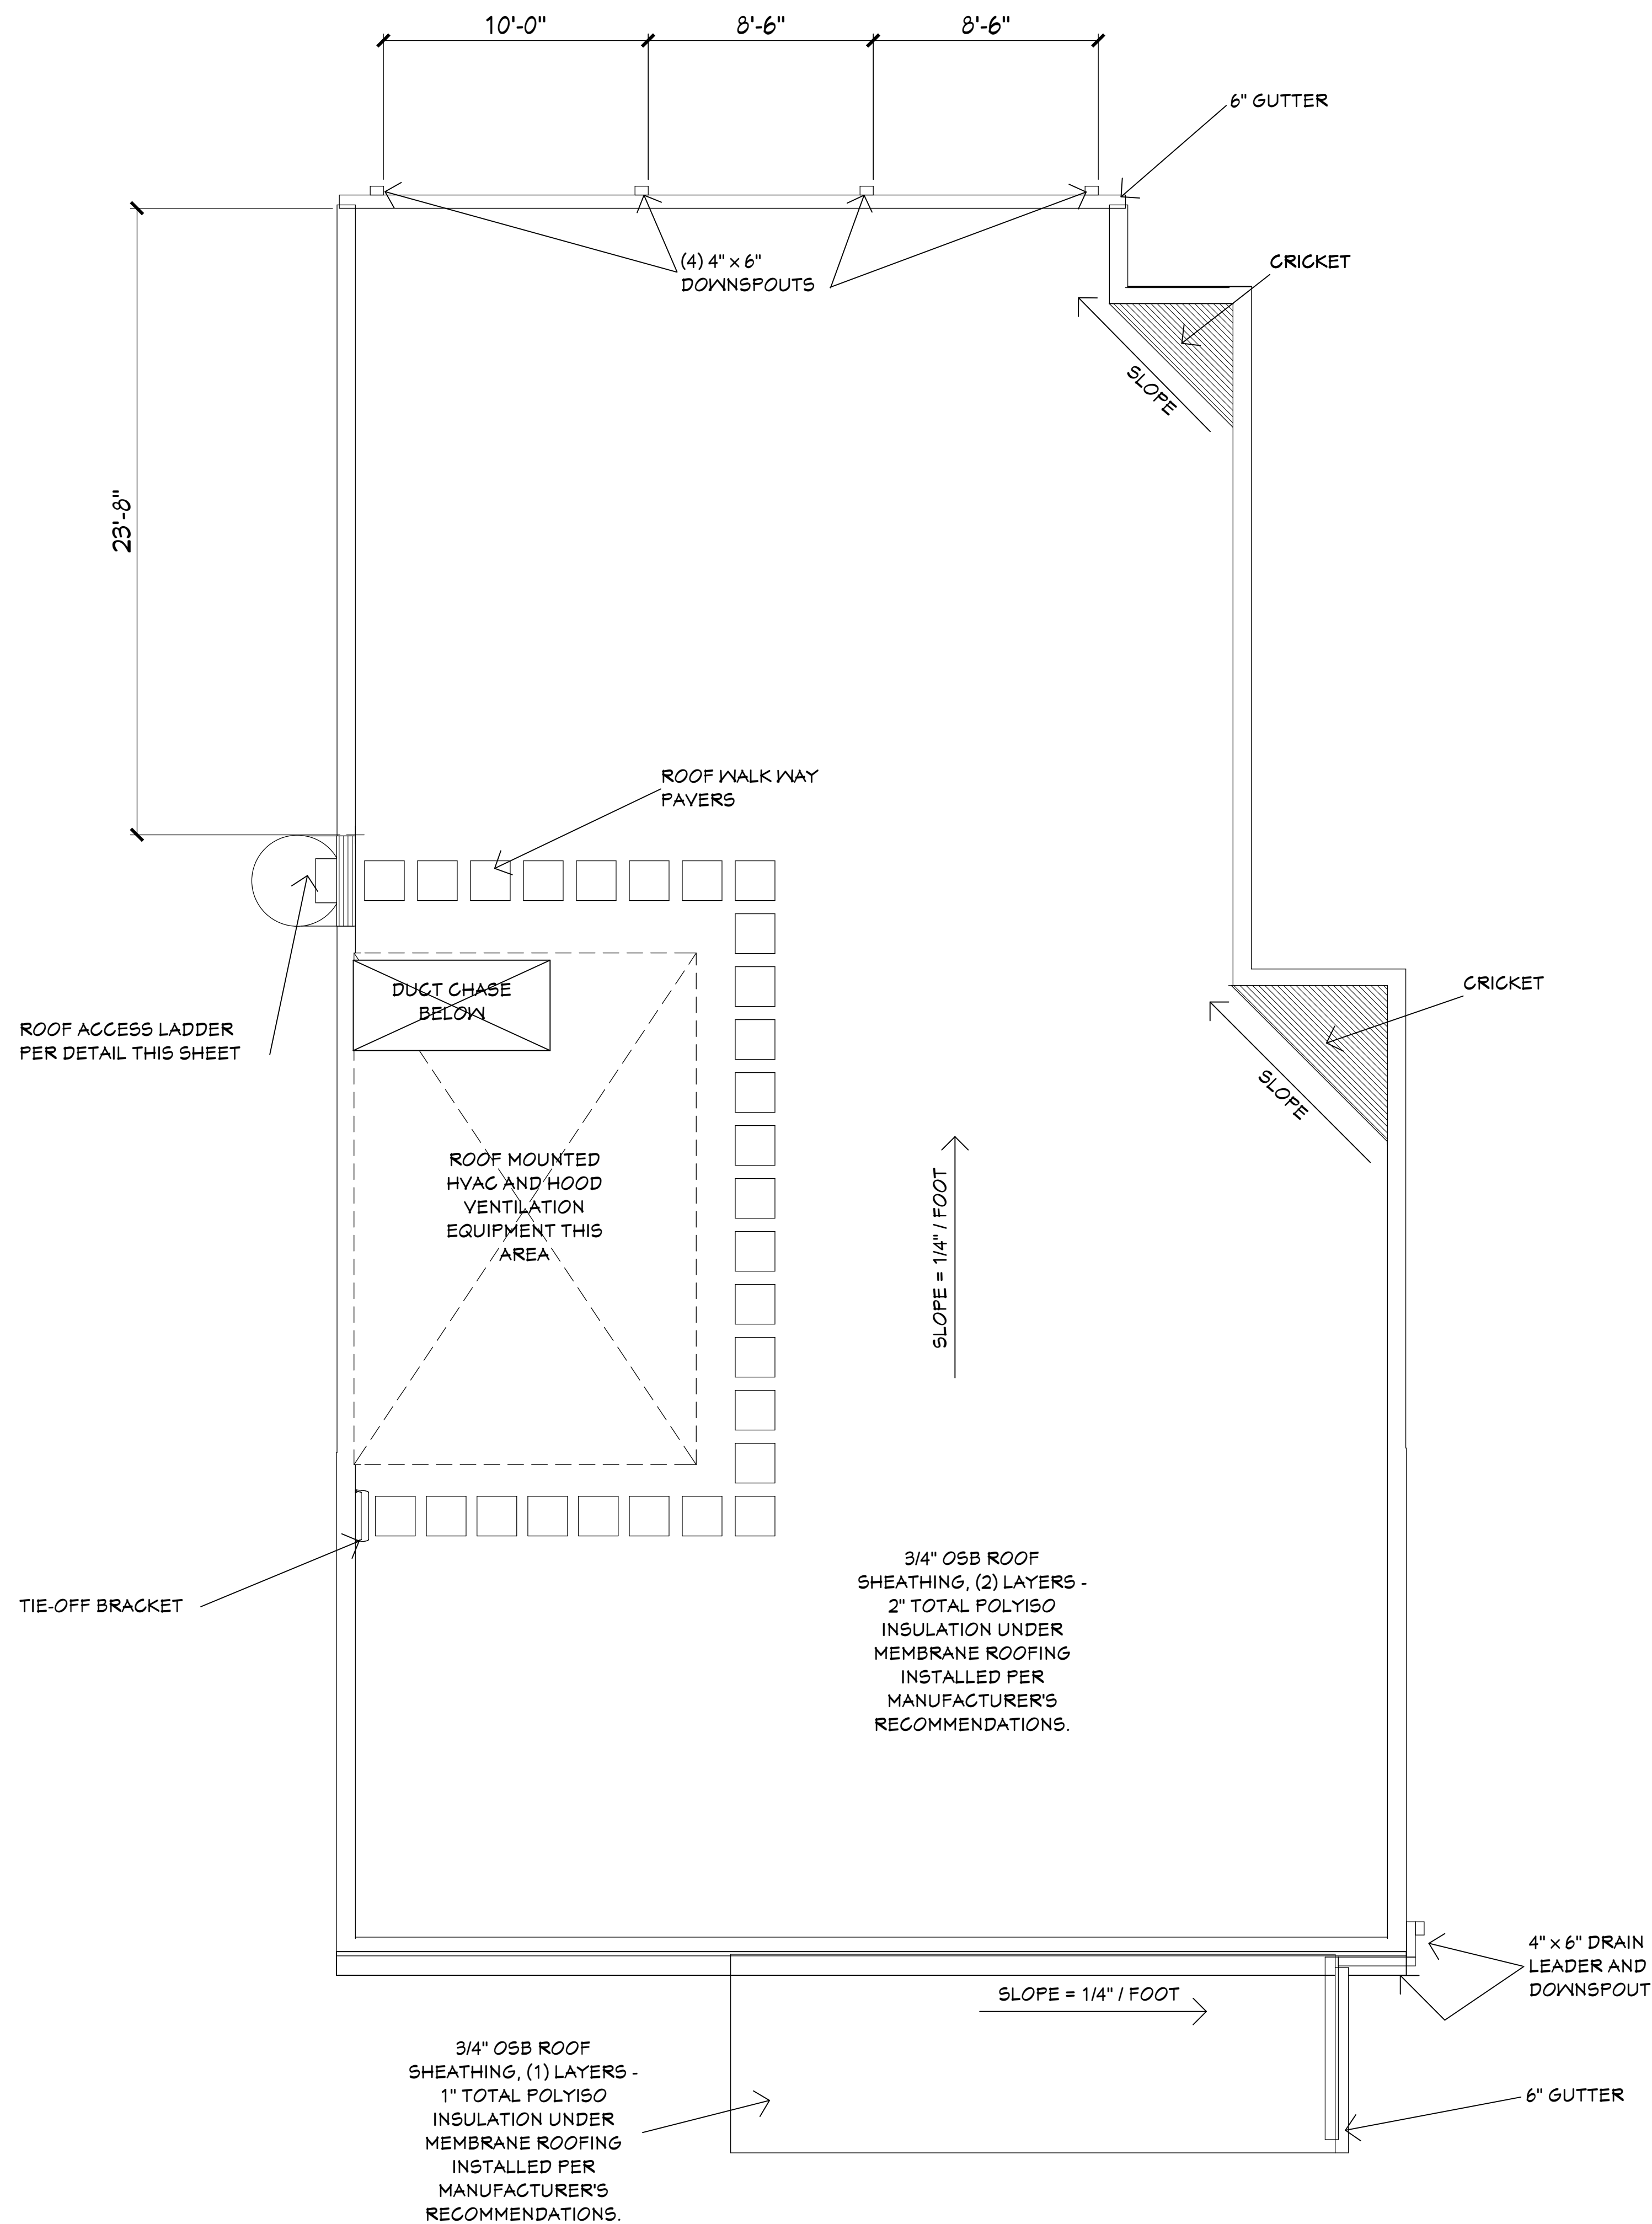 10'-0"
8'-6"
8'-6"
6" GUTTER
(4) 4" x 6"
DOWNSPOUTS
CRICKET
SLOPE
23'-8"
ROOF WALK WAY
PAVERS
DUCT CHASE
BELOW
CRICKET
ROOF ACCESS LADDER
PER DETAIL THIS SHEET
SLOPE
ROOF MOUNTED
HVAC AND HOOD
VENTILATION
EQUIPMENT THIS
AREA
SLOPE = 1/4" / FOOT
TIE-OFF BRACKET
3/4" OSB ROOF
SHEATHING, (2) LAYERS -
2" TOTAL POLYISO
INSULATION UNDER
MEMBRANE ROOFING
INSTALLED PER
MANUFACTURER'S
RECOMMENDATIONS.
4" x 6" DRAIN
LEADER AND
DOWNSPOUT
SLOPE = 1/4" / FOOT
3/4" OSB ROOF
SHEATHING, (1) LAYERS -
1" TOTAL POLYISO
INSULATION UNDER
MEMBRANE ROOFING
INSTALLED PER
MANUFACTURER'S
RECOMMENDATIONS.
6" GUTTER